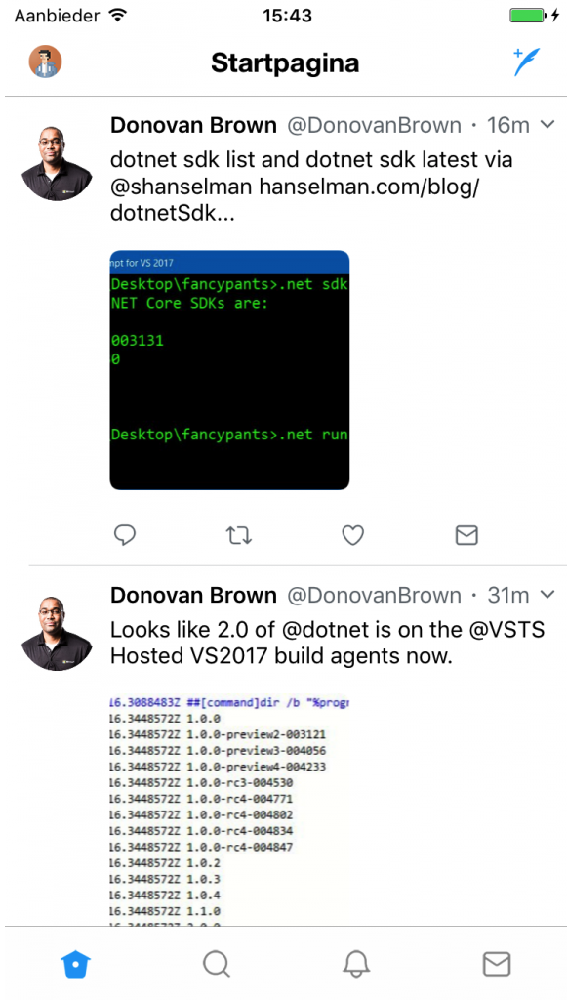 Aanbieder 15:43
Startpagina
Donovan Brown @DonovanBrown · 16m
dotnet sdk list and dotnet sdk latest via
@shanselman hanselman.com/blog/
dotnetSdk...
mpt for VS 2017
Desktop\fancypants>.net sdk
NET Core SDKs are:
003131
0
Desktop\fancypants>.net run
Donovan Brown @DonovanBrown · 31m
Looks like 2.0 of @dotnet is on the @VSTS
Hosted VS2017 build agents now.
16.3088483Z ##[command]dir /b "%progr
16.3448572Z 1.0.0
16.3448572Z 1.0.0-preview2-003121
16.3448572Z 1.0.0-preview3-004056
16.3448572Z 1.0.0-preview4-004233
16.3448572Z 1.0.0-rc3-004530
16.3448572Z 1.0.0-rc4-004771
16.3448572Z 1.0.0-rc4-004802
16.3448572Z 1.0.0-rc4-004834
16.3448572Z 1.0.0-rc4-004847
16.3448572Z 1.0.2
16.3448572Z 1.0.3
16.3448572Z 1.0.4
16.3448572Z 1.1.0